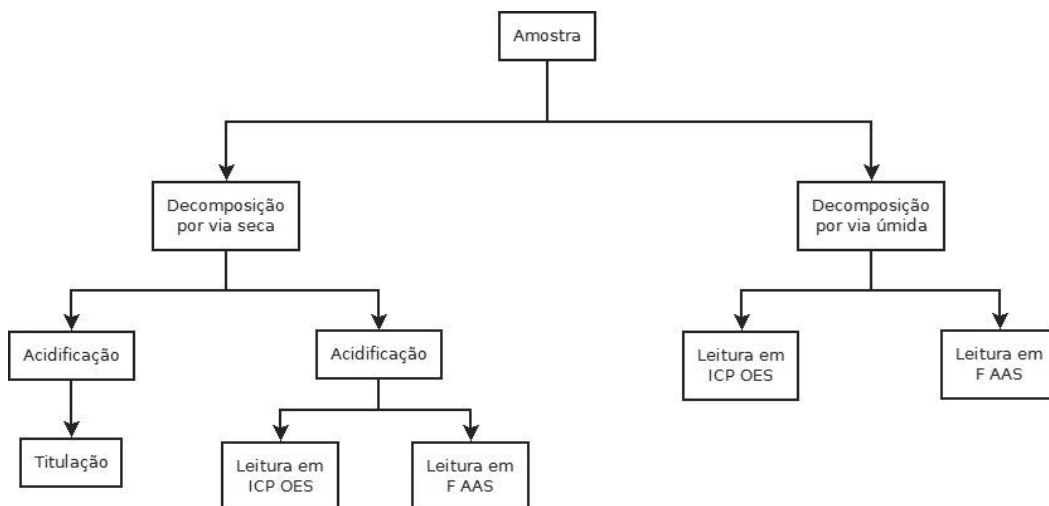 Amostra
Decomposição
por via seca
Decomposição
por via úmida
Acidificação
Acidificação
Leitura em
ICP OES
Leitura em
F AAS
Titulação
Leitura em
ICP OES
Leitura em
F AAS